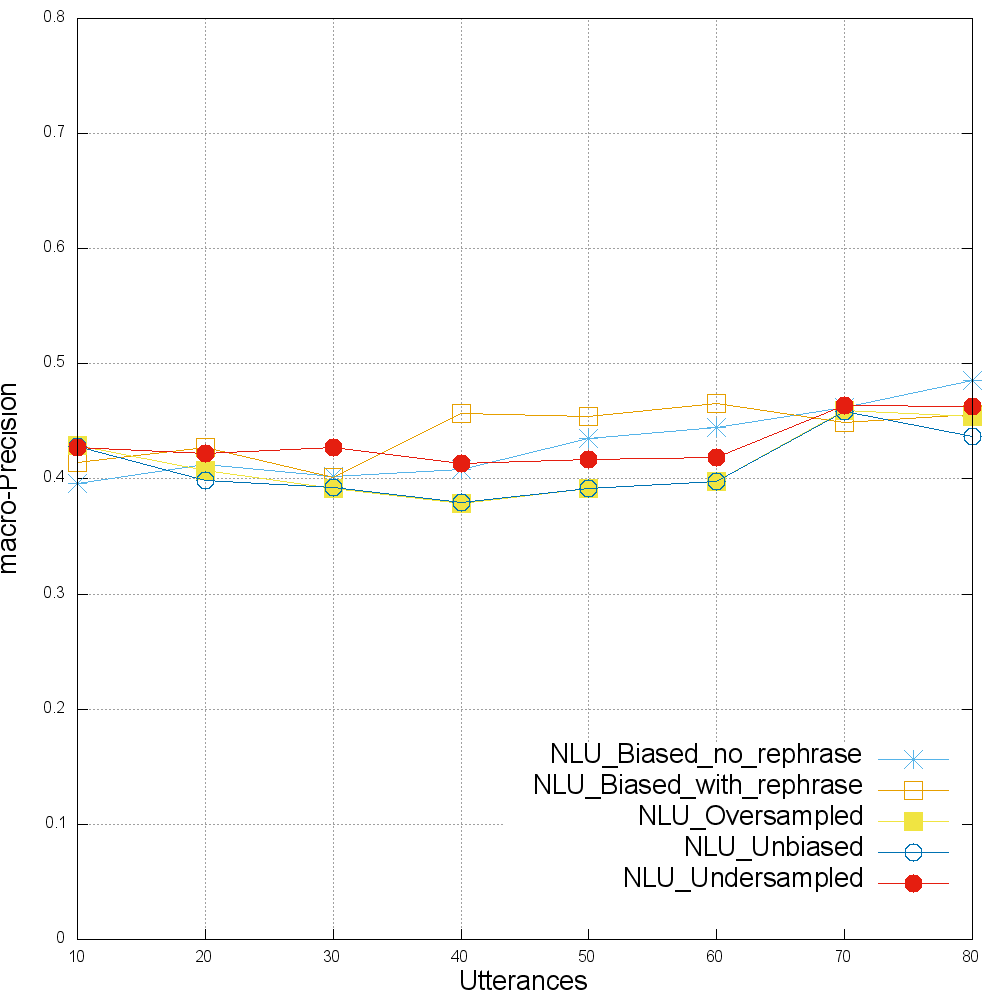 0.8
0.7
0.6
0.5
0.4
0.3
0.2
0.1
0
macro-Precision
NLU_Biased_no_rephrase
NLU_Biased_with_rephrase
NLU_Oversampled
NLU_Unbiased
NLU_Undersampled
10 20 30 40 50 60 70 80
Utterances